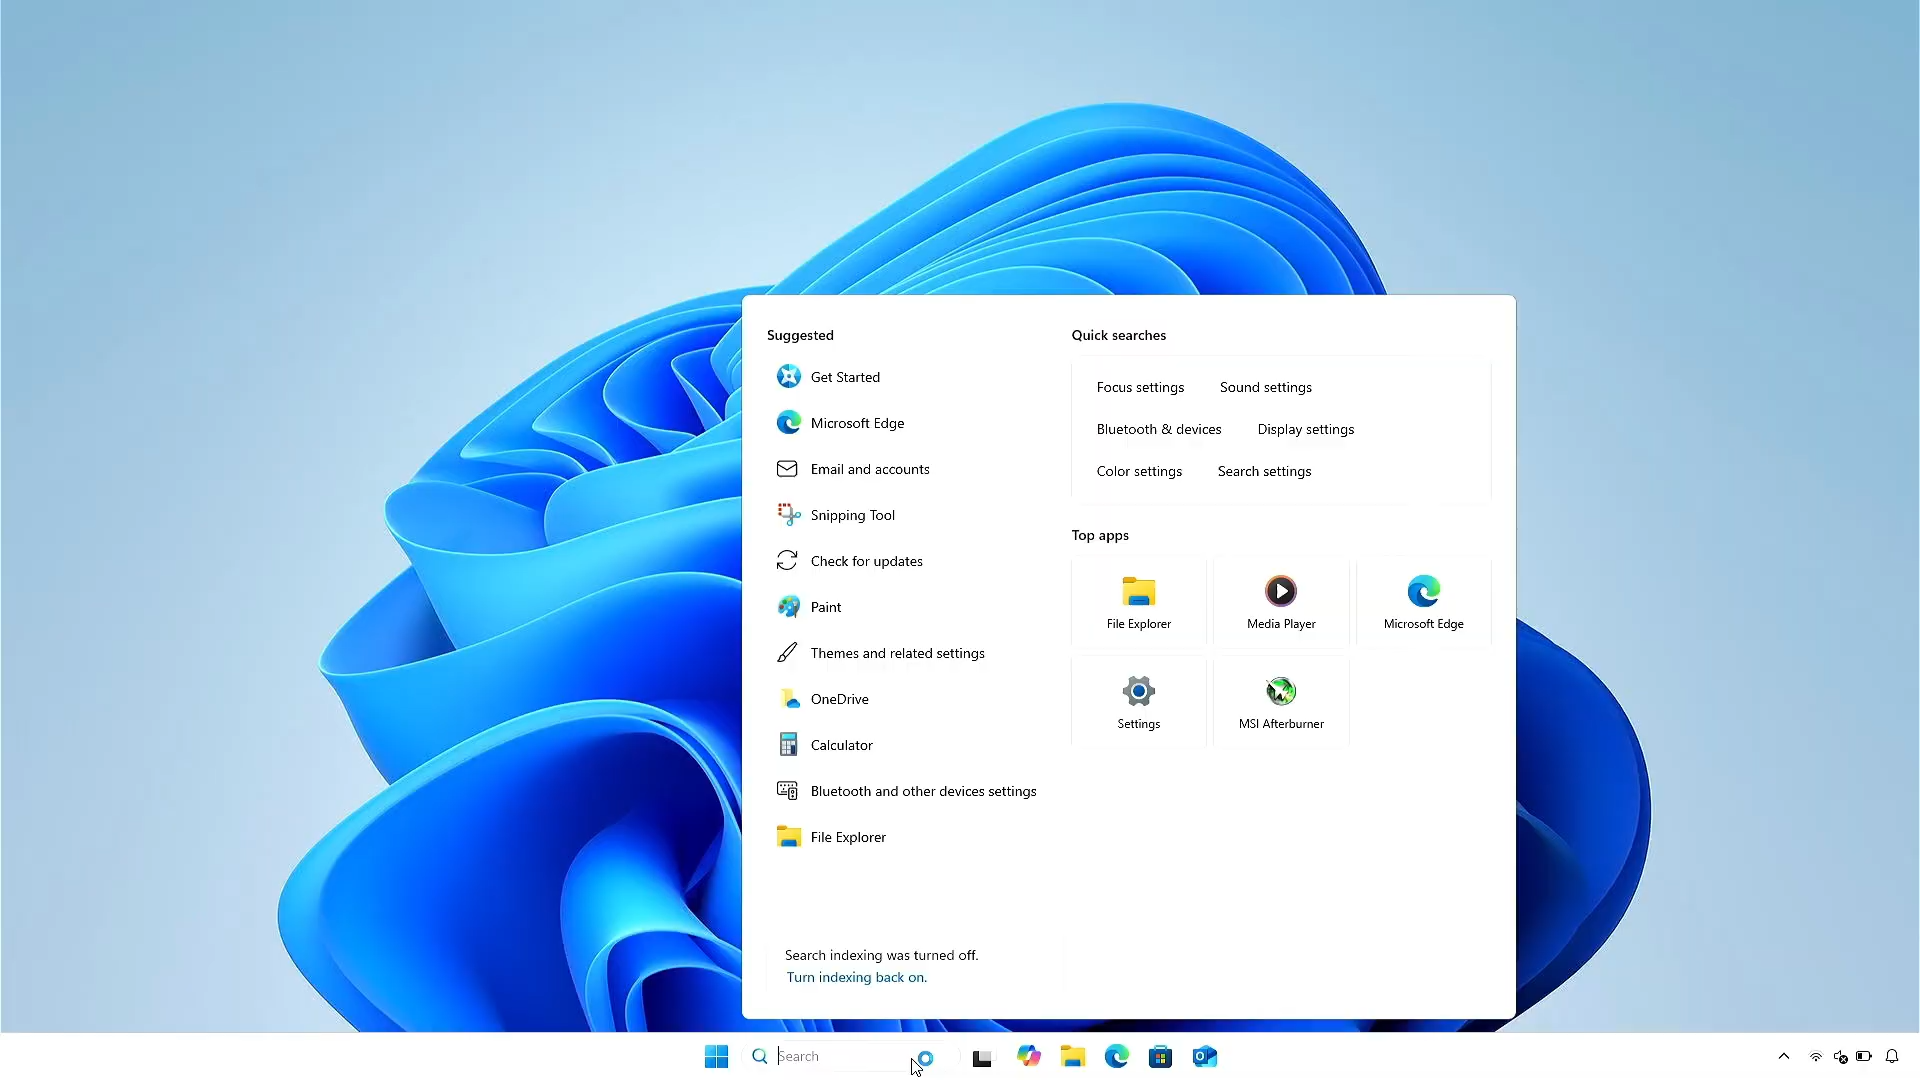 Suggested
Get Started
Microsoft Edge
Email and accounts
Snipping Tool
Check for updates
Paint
Themes and related settings
OneDrive
Calculator
Bluetooth and other devices settings
File Explorer
Search indexing was turned off.
Turn indexing back on.
Quick searches
Focus settings Sound settings
Bluetooth & devices Display settings
Color settings Search settings
Top apps
File Explorer Media Player Microsoft Edge
Settings MSI Afterburner
Search